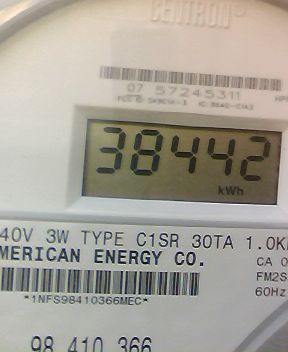 CENTRON®
07 57245311
38442
kWh
40V 3W TYPE C1SR 30TA 1.0K
MERICAN ENERGY CO.
CA 0
FM2S
*1NFS98410366MEC*
60Hz
98 410 366